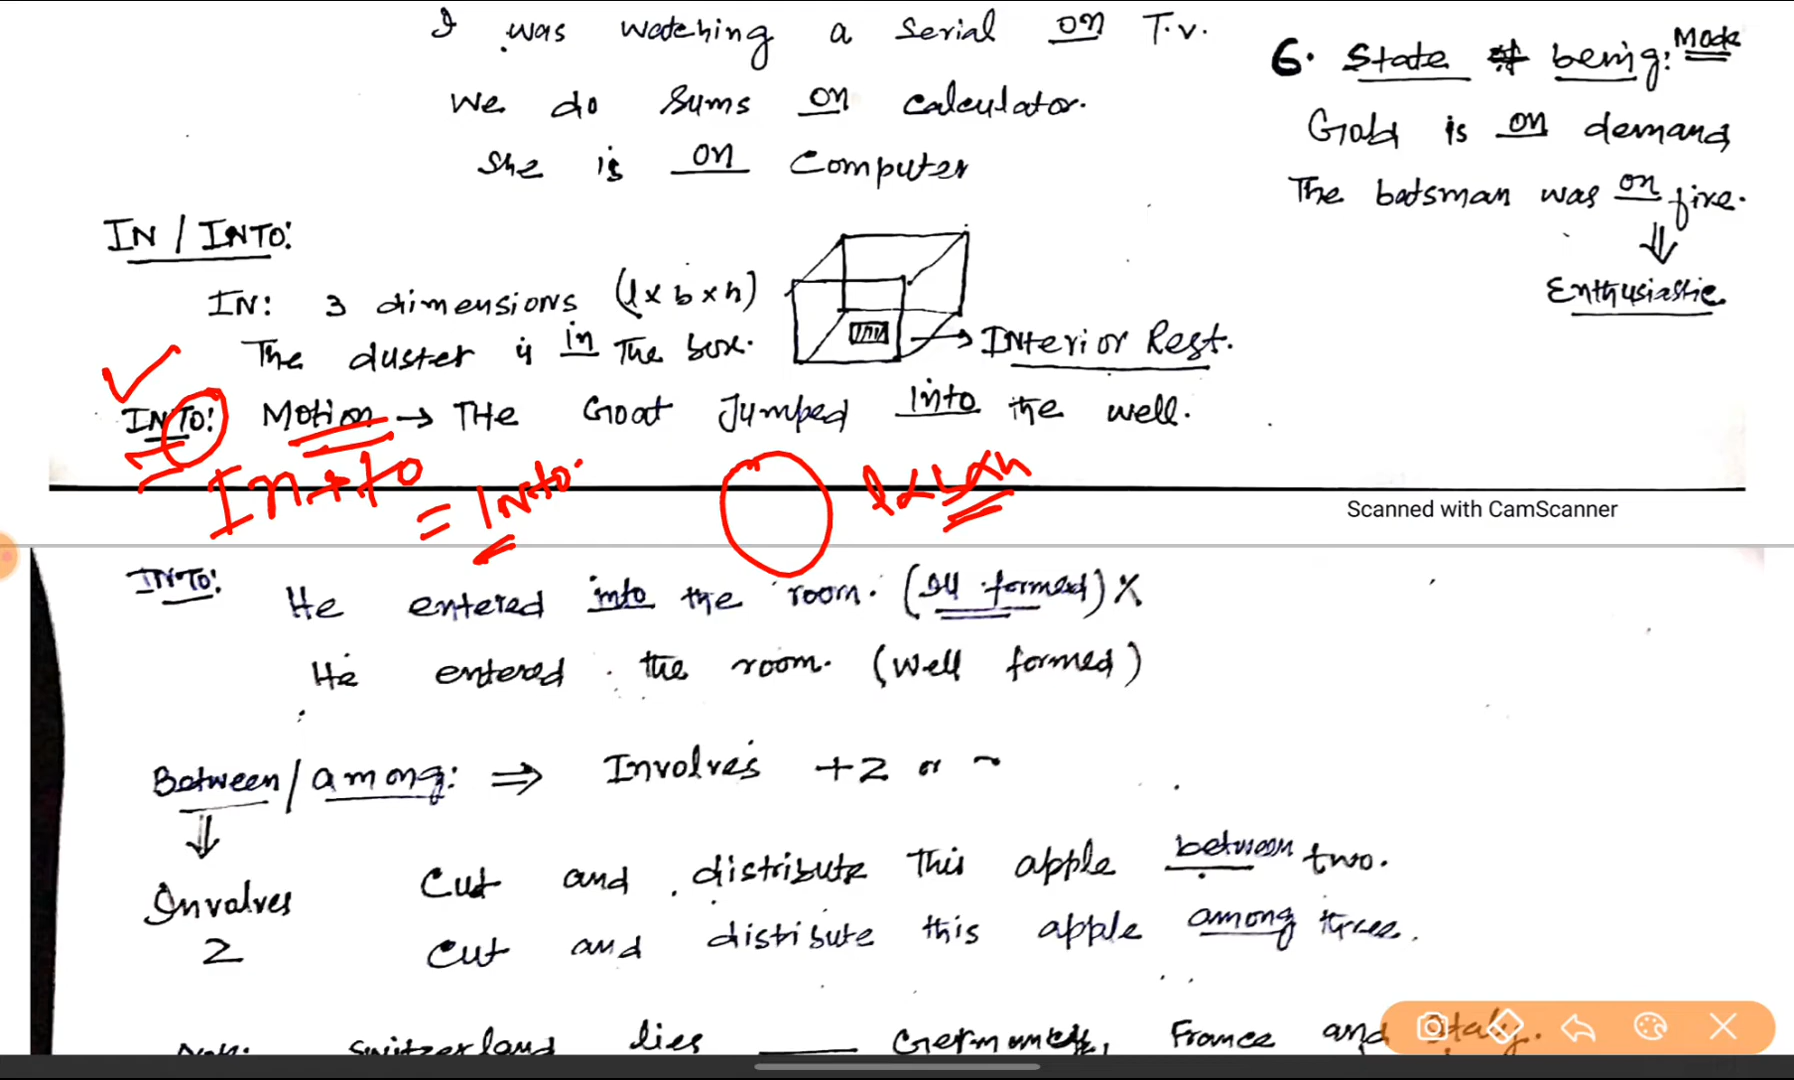 I was watching a serial on T.V.
We do sums on calculator.
She is on Computer
6. State of being: Mode
Gold is on demand
The batsman was on fire.
⇓
Enthusiastic
IN / INTO:
IN: 3 dimensions (l x b x h)
The duster is in The box.
→ Interior Rest.
INTO: Motion → THe Goat Jumped into the well.
In + to = Into.
l x b x h
Scanned with CamScanner
INTO: He entered into the room. (Ill formed) X
He entered the room. (Well formed)
Between / among: ⇒ Involves +2 or
⇓
Involves
2
Cut and distribute This apple between two.
Cut and distribute this apple among three.
Note: Switzerland lies ___ Germany, France and Italy.